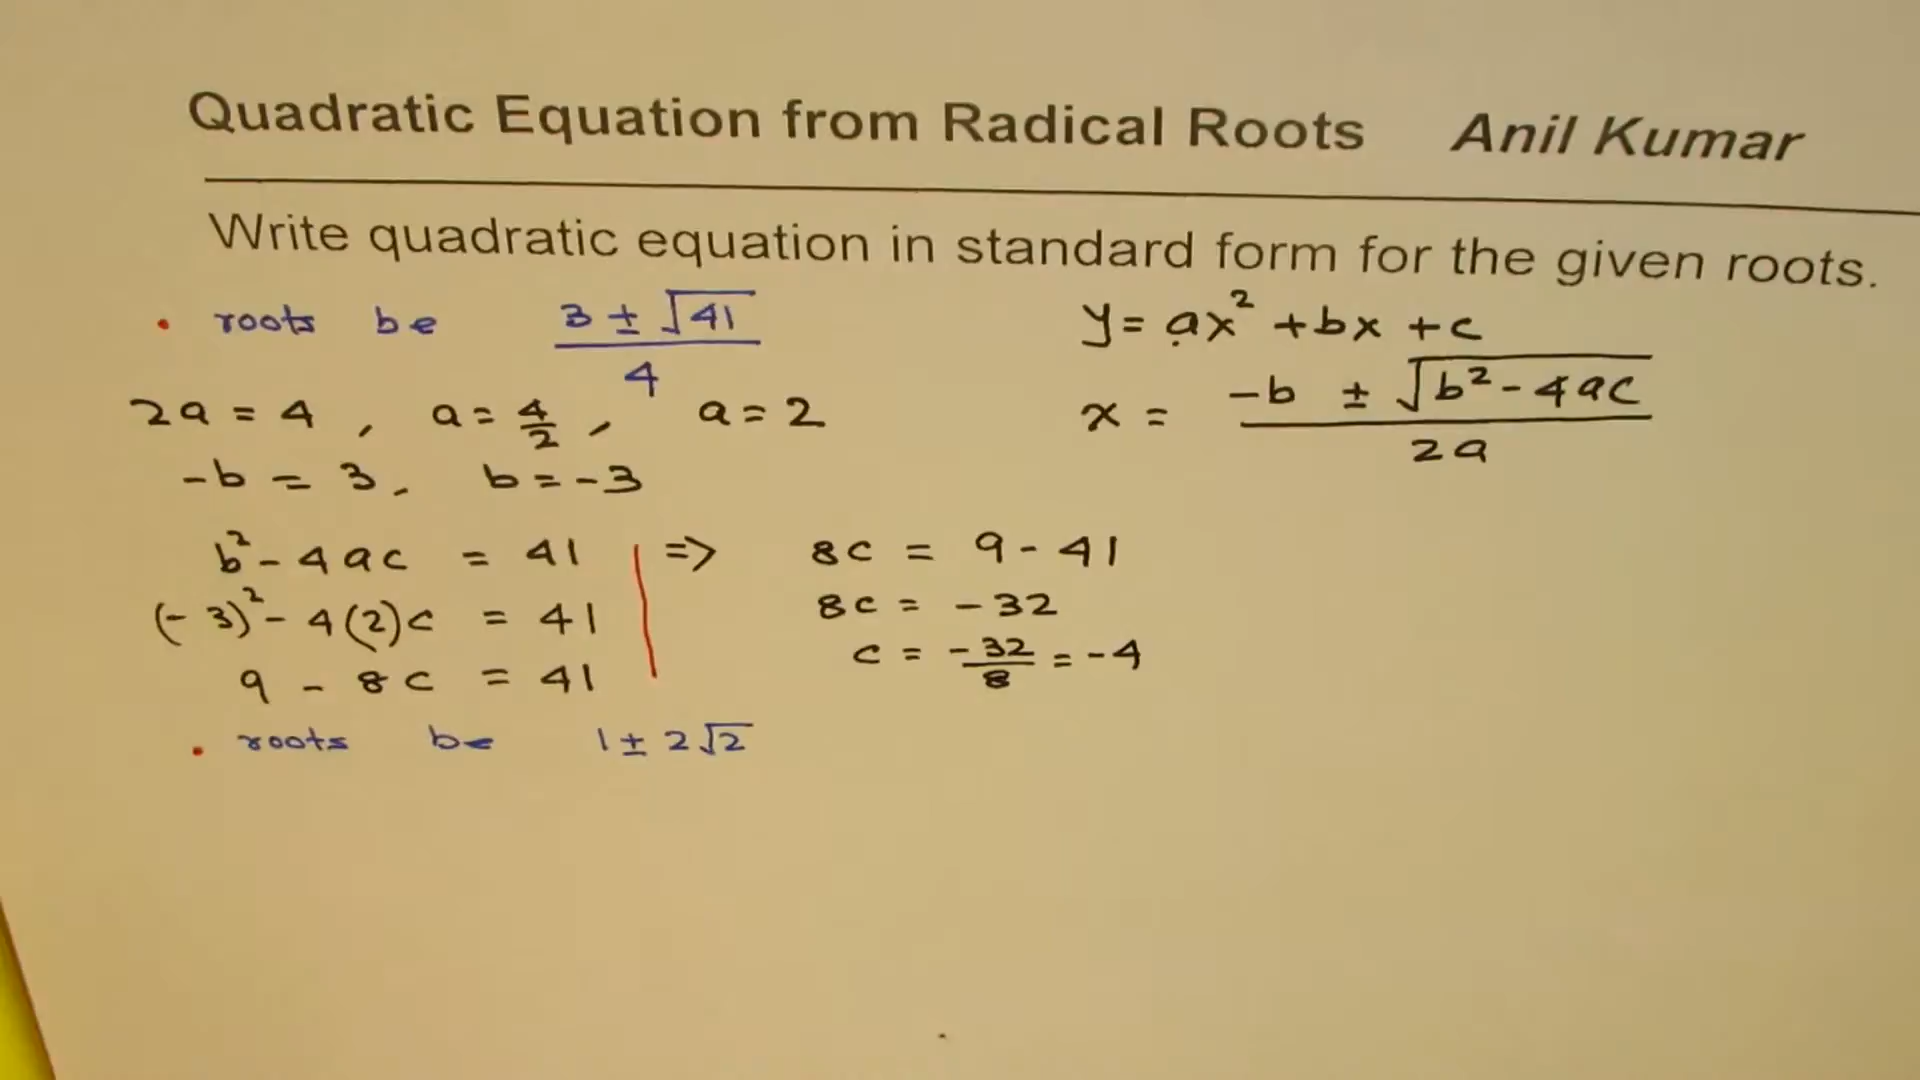 Quadratic Equation from Radical Roots Anil Kumar
Write quadratic equation in standard form for the given roots.
• roots be (3 ± √41)/4
y = ax² + bx + c
x = (-b ± √(b² - 4ac))/(2a)
2a = 4 , a = 4/2 , a = 2
-b = 3, b = -3
b² - 4ac = 41 => 8c = 9 - 41
(-3)² - 4(2)c = 41 8c = -32
9 - 8c = 41 c = -32/8 = -4
• roots be 1 ± 2√2